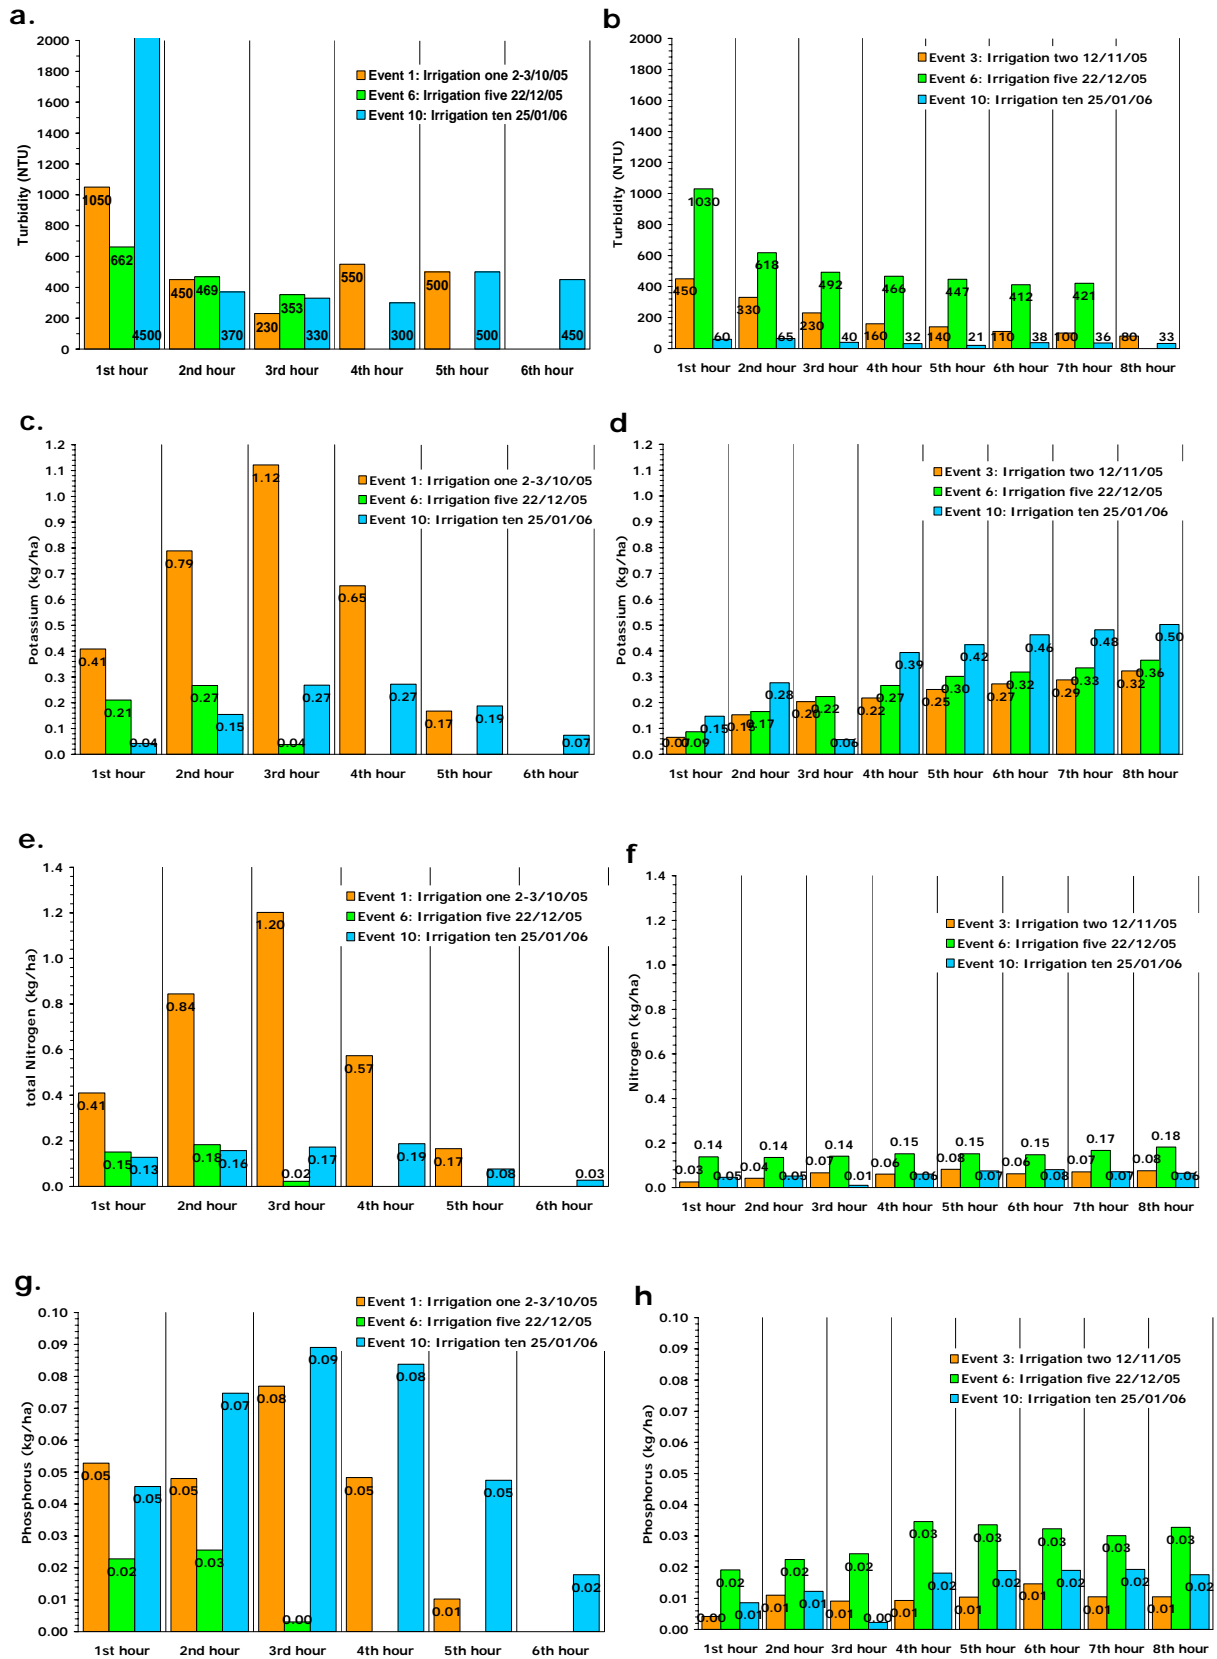 a.
2000
1800
1600
1400
1200
1000
800
600
400
200
0
Turbidity (NTU)
Event 1: Irrigation one 2-3/10/05
Event 6: Irrigation five 22/12/05
Event 10: Irrigation ten 25/01/06
1050 662 4500
450 469 370
230 353 330
550 300
500 500
450
1st hour 2nd hour 3rd hour 4th hour 5th hour 6th hour
b
2000
1800
1600
1400
1200
1000
800
600
400
200
0
Turbidity (NTU)
Event 3: Irrigation two 12/11/05
Event 6: Irrigation five 22/12/05
Event 10: Irrigation ten 25/01/06
450 1030 60
330 618 65
230 492 40
160 466 32
140 447 21
110 412 38
100 421 36
80 33
1st hour 2nd hour 3rd hour 4th hour 5th hour 6th hour 7th hour 8th hour
c.
1.2
1.1
1.0
0.9
0.8
0.7
0.6
0.5
0.4
0.3
0.2
0.1
0.0
Potassium (kg/ha)
Event 1: Irrigation one 2-3/10/05
Event 6: Irrigation five 22/12/05
Event 10: Irrigation ten 25/01/06
0.41 0.21 0.04
0.79 0.27 0.15
1.12 0.04 0.27
0.65 0.27
0.17 0.19
0.07
1st hour 2nd hour 3rd hour 4th hour 5th hour 6th hour
d
1.2
1.1
1.0
0.9
0.8
0.7
0.6
0.5
0.4
0.3
0.2
0.1
0.0
Potassium (kg/ha)
Event 3: Irrigation two 12/11/05
Event 6: Irrigation five 22/12/05
Event 10: Irrigation ten 25/01/06
0.07 0.09 0.15
0.15 0.17 0.28
0.20 0.22 0.06
0.22 0.27 0.39
0.25 0.30 0.42
0.27 0.32 0.46
0.29 0.33 0.48
0.32 0.36 0.50
1st hour 2nd hour 3rd hour 4th hour 5th hour 6th hour 7th hour 8th hour
e.
1.4
1.2
1.0
0.8
0.6
0.4
0.2
0.0
total Nitrogen (kg/ha)
Event 1: Irrigation one 2-3/10/05
Event 6: Irrigation five 22/12/05
Event 10: Irrigation ten 25/01/06
0.41 0.15 0.13
0.84 0.18 0.16
1.20 0.02 0.17
0.57 0.19
0.17 0.08
0.03
1st hour 2nd hour 3rd hour 4th hour 5th hour 6th hour
f
1.4
1.2
1.0
0.8
0.6
0.4
0.2
0.0
Nitrogen (kg/ha)
Event 3: Irrigation two 12/11/05
Event 6: Irrigation five 22/12/05
Event 10: Irrigation ten 25/01/06
0.03 0.14 0.05
0.04 0.14 0.05
0.07 0.14 0.01
0.06 0.15 0.06
0.08 0.15 0.07
0.06 0.15 0.08
0.07 0.17 0.07
0.08 0.18 0.06
1st hour 2nd hour 3rd hour 4th hour 5th hour 6th hour 7th hour 8th hour
g.
0.10
0.09
0.08
0.07
0.06
0.05
0.04
0.03
0.02
0.01
0.00
Phosphorus (kg/ha)
Event 1: Irrigation one 2-3/10/05
Event 6: Irrigation five 22/12/05
Event 10: Irrigation ten 25/01/06
0.05 0.02 0.05
0.05 0.03 0.07
0.08 0.00 0.09
0.05 0.08
0.01 0.05
0.02
1st hour 2nd hour 3rd hour 4th hour 5th hour 6th hour
h
0.10
0.09
0.08
0.07
0.06
0.05
0.04
0.03
0.02
0.01
0.00
Phosphorus (kg/ha)
Event 3: Irrigation two 12/11/05
Event 6: Irrigation five 22/12/05
Event 10: Irrigation ten 25/01/06
0.00 0.02 0.01
0.01 0.02 0.01
0.01 0.02 0.00
0.01 0.03 0.02
0.01 0.03 0.02
0.01 0.03 0.02
0.01 0.03 0.02
0.01 0.03 0.02
1st hour 2nd hour 3rd hour 4th hour 5th hour 6th hour 7th hour 8th hour